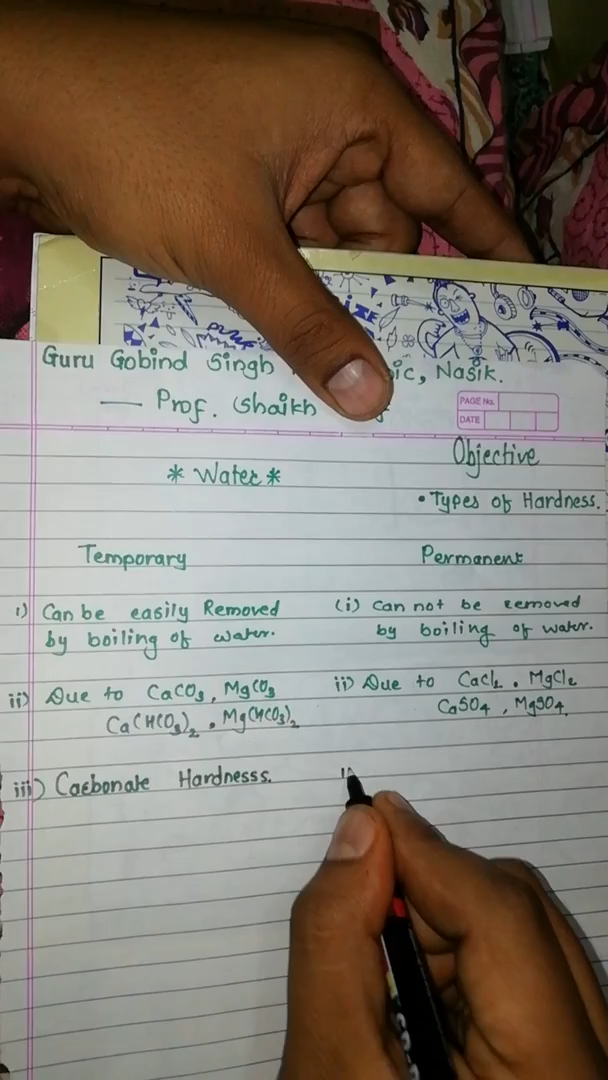 Guru Gobind Singh ic, Nasik.
— Prof. Shaikh
PAGE No.
DATE
Objective
* Water *
• Types of Hardness.
Temporary Permanent
i) Can be easily Removed (i) Can not be removed
by boiling of water. by boiling of water.
ii) Due to CaCO3, MgCO3 ii) Due to CaCl2 . MgCl2
Ca(HCO3)2 . Mg(HCO3)2 CaSO4 , MgSO4.
iii) Carbonate Hardnesss.